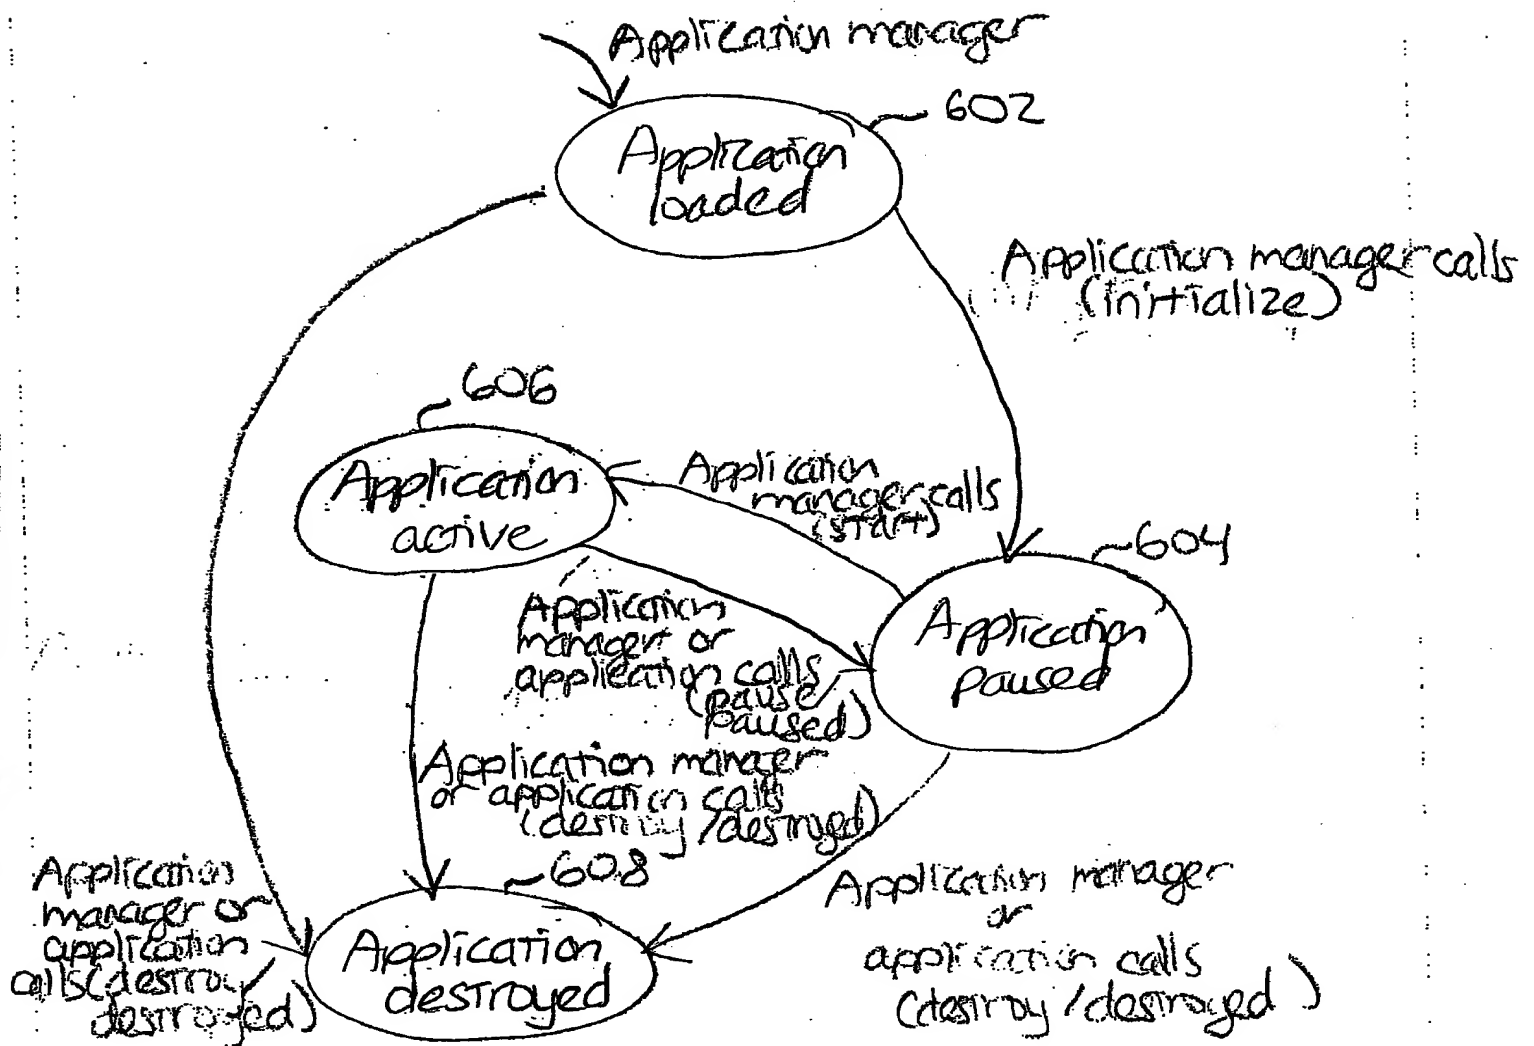 Application manager
602
Application
loaded
Application manager calls
(initialize)
606
Application
active
Application
manager calls
(start)
604
Application
paused
Application
manager or
application calls
(pause/
paused)
Application manager
or application calls
(destroy/destroyed)
608
Application
destroyed
Application
manager or
application
calls (destroy/
destroyed)
Application manager
or
application calls
(destroy/destroyed)